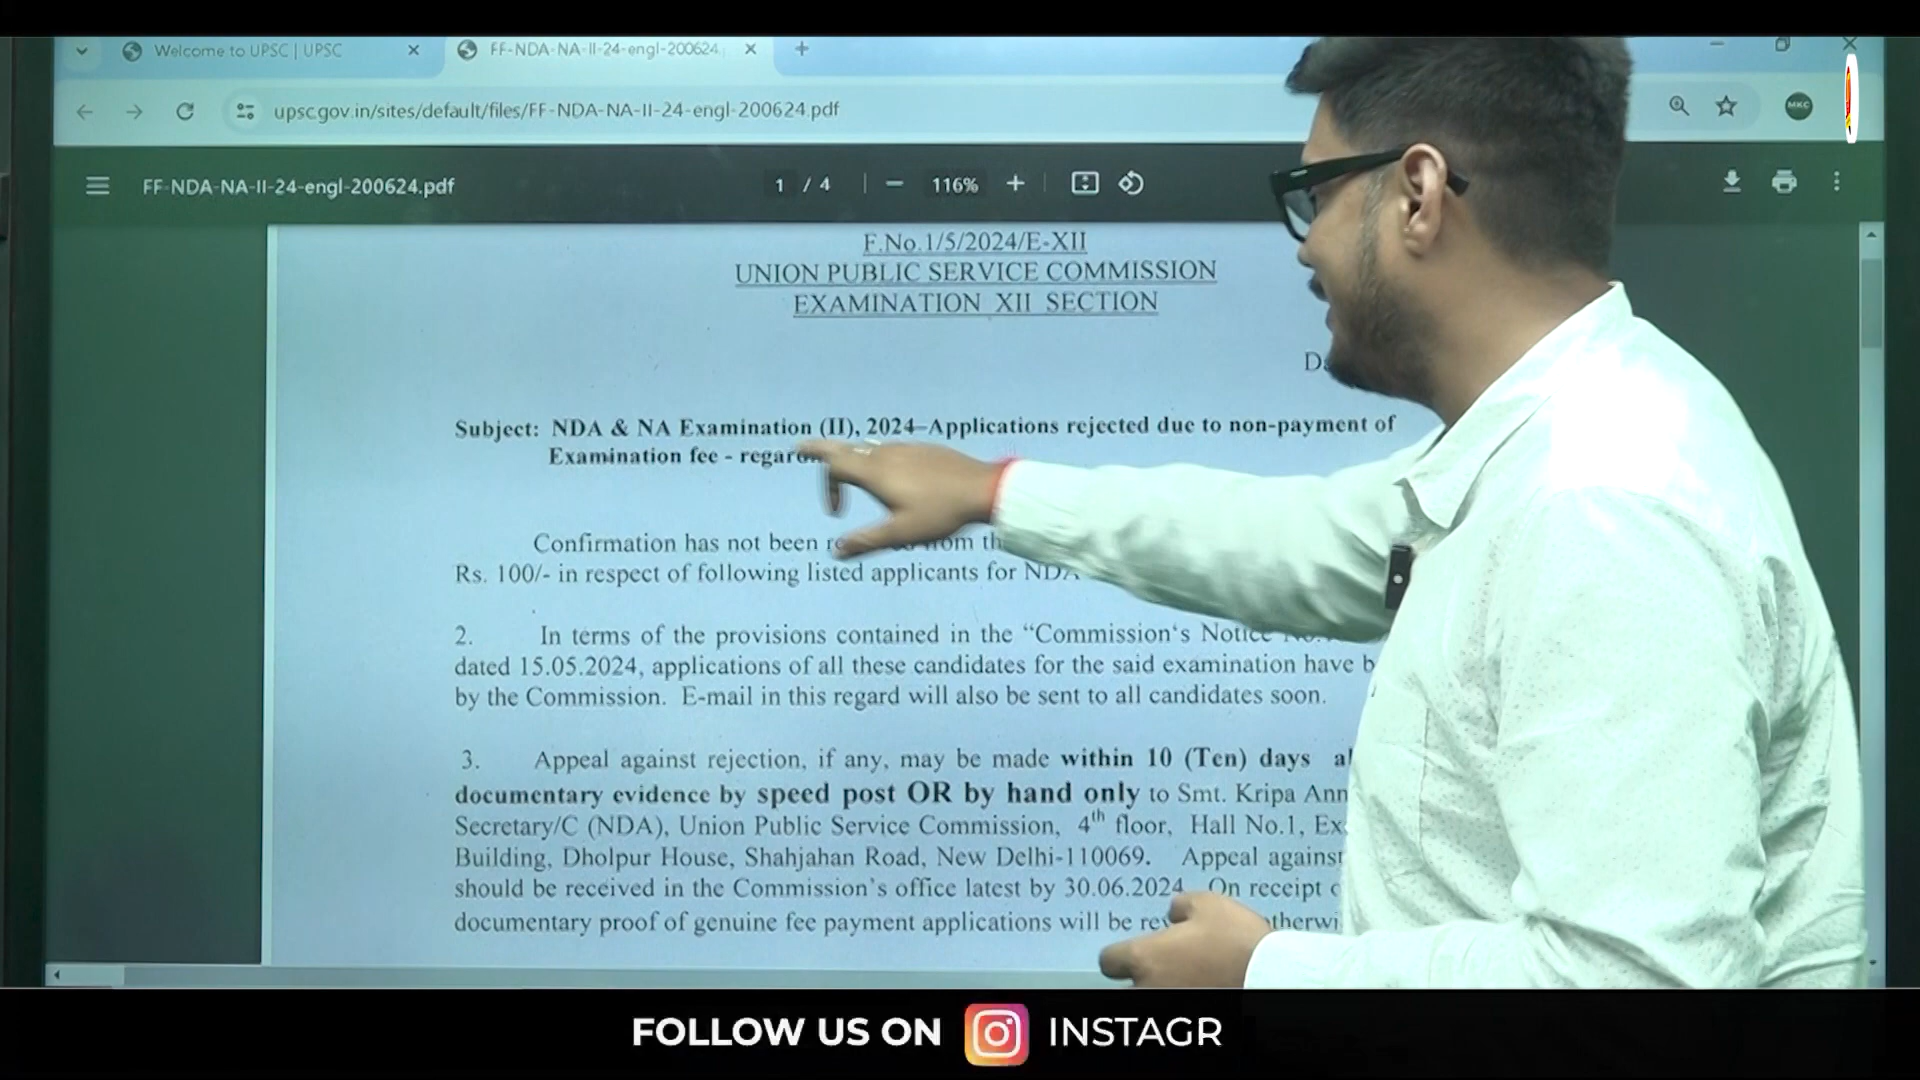 Welcome to UPSC | UPSC
FF-NDA-NA-II-24-engl-200624
upsc.gov.in/sites/default/files/FF-NDA-NA-II-24-engl-200624.pdf
MKC
FF-NDA-NA-II-24-engl-200624.pdf
1 / 4
116%
F.No.1/5/2024/E-XII
UNION PUBLIC SERVICE COMMISSION
EXAMINATION XII SECTION
Subject: NDA & NA Examination (II), 2024–Applications rejected due to non-payment of
Examination fee -
Confirmation has not been
Rs. 100/- in respect of following listed applicants for NDA
2. In terms of the provisions contained in the “Commission‘s Notice
dated 15.05.2024, applications of all these candidates for the said examination have
by the Commission. E-mail in this regard will also be sent to all candidates soon.
3. Appeal against rejection, if any, may be made within 10 (Ten) days
documentary evidence by speed post OR by hand only to Smt. Kripa
Secretary/C (NDA), Union Public Service Commission, 4th floor, Hall No.1,
Building, Dholpur House, Shahjahan Road, New Delhi-110069. Appeal against
should be received in the Commission’s office latest by 30.06.2024 On receipt
documentary proof of genuine fee payment applications will be
FOLLOW US ON INSTAGR